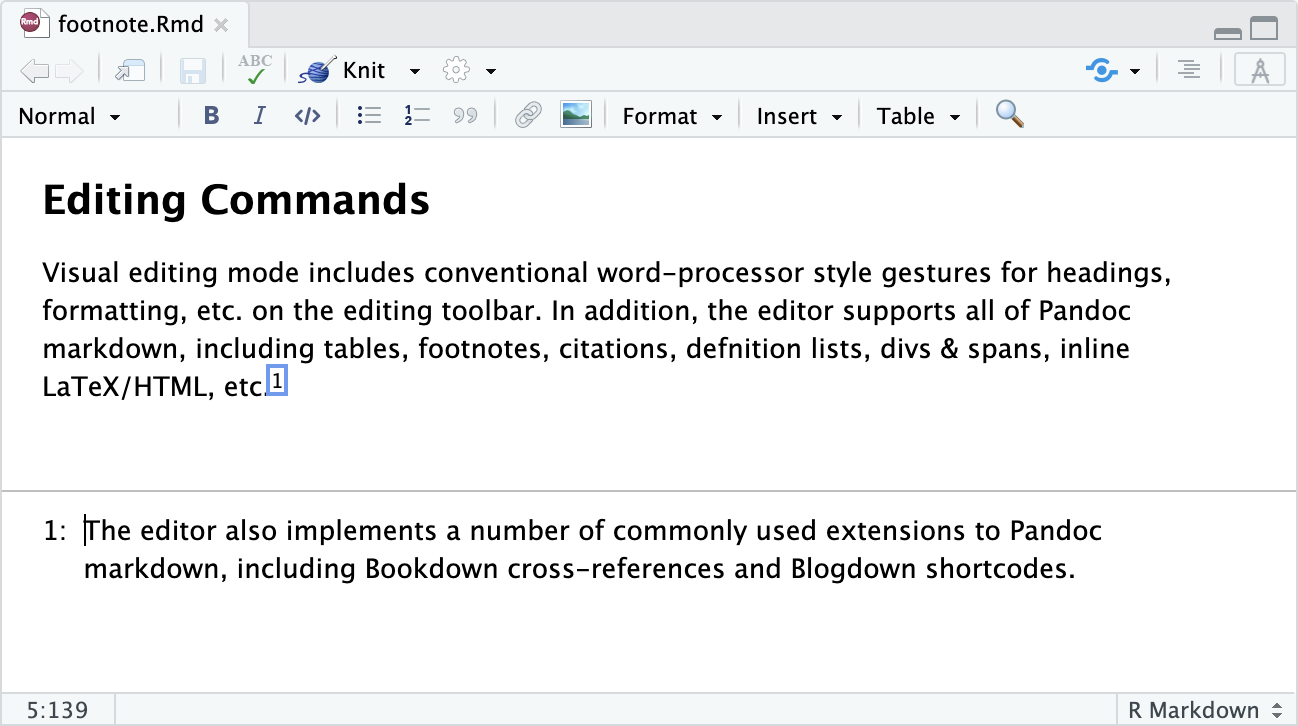 Rmd footnote.Rmd
ABC Knit
Normal B I </> 1 2 Format Insert Table
Editing Commands
Visual editing mode includes conventional word-processor style gestures for headings,
formatting, etc. on the editing toolbar. In addition, the editor supports all of Pandoc
markdown, including tables, footnotes, citations, defnition lists, divs & spans, inline
LaTeX/HTML, etc.1
1: The editor also implements a number of commonly used extensions to Pandoc
markdown, including Bookdown cross-references and Blogdown shortcodes.
5:139 R Markdown